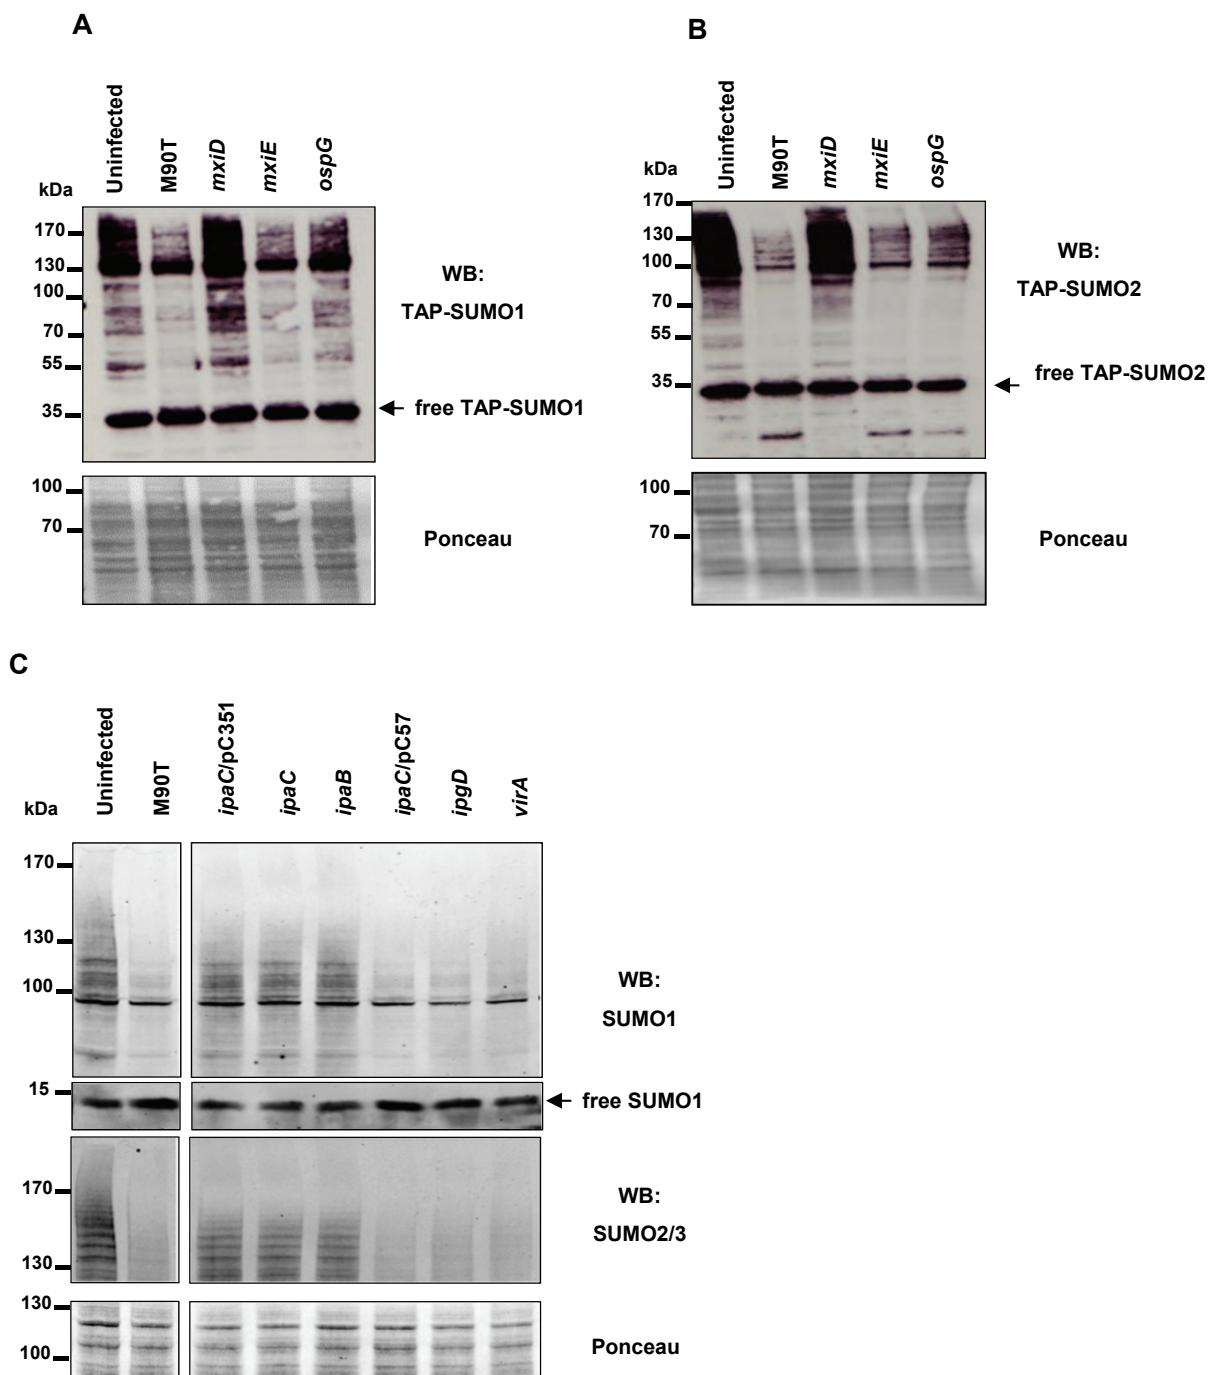 A
Uninfected
M90T
mxiD
mxiE
ospG
kDa
170
130
100
70
55
35
WB:
TAP-SUMO1
free TAP-SUMO1
100
70
Ponceau
B
Uninfected
M90T
mxiD
mxiE
ospG
kDa
170
130
100
70
55
35
WB:
TAP-SUMO2
free TAP-SUMO2
100
70
Ponceau
C
Uninfected
M90T
ipaC/pC351
ipaC
ipaB
ipaC/pC57
ipgD
virA
kDa
170
130
100
WB:
SUMO1
15
free SUMO1
170
130
WB:
SUMO2/3
130
100
Ponceau